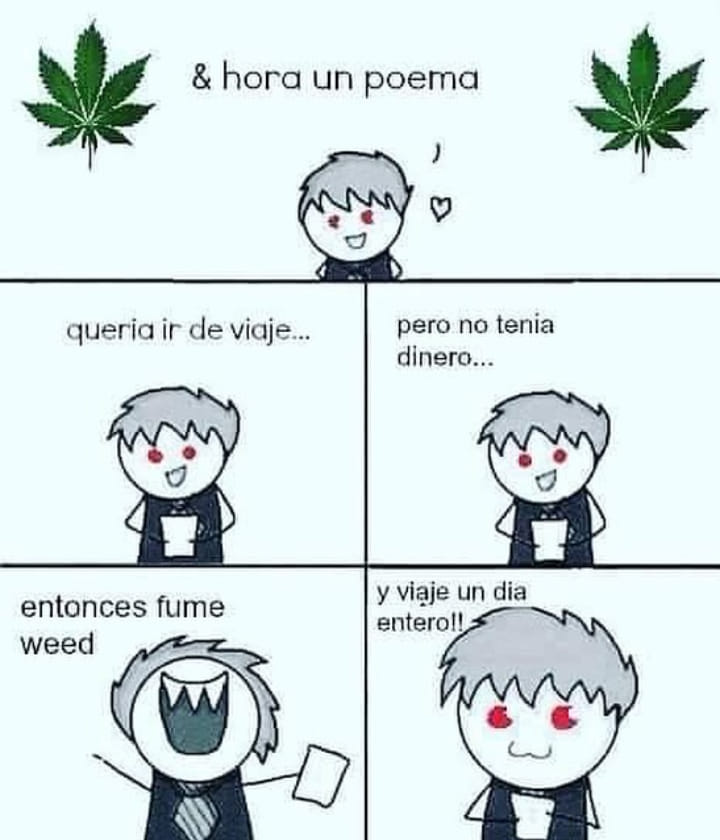 & hora un poema
queria ir de viaje...
pero no tenia
dinero...
entonces fume
weed
y viaje un dia
entero!!